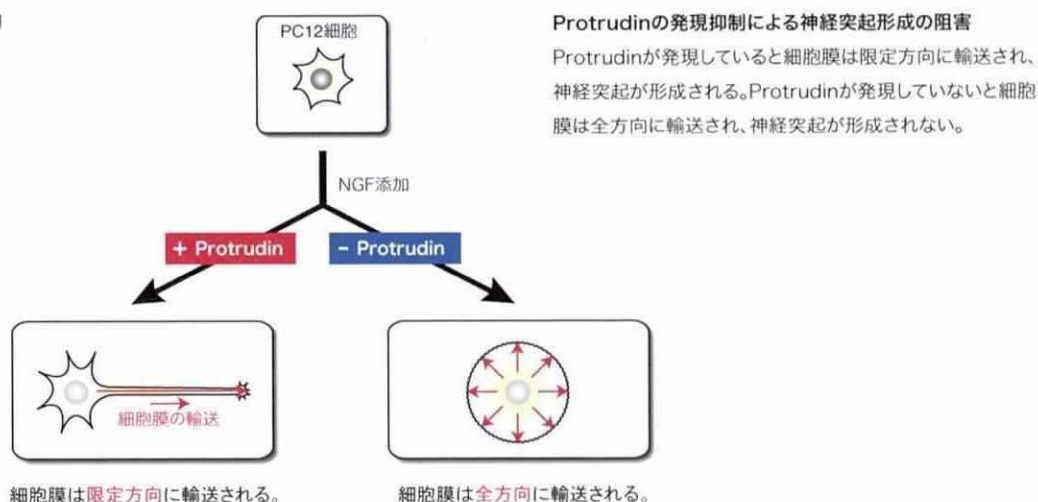 Protrudinの発現抑制による神経突起形成の阻害
Protrudinが発現していると細胞膜は限定方向に輸送され、
神経突起が形成される。Protrudinが発現していないと細胞
膜は全方向に輸送され、神経突起が形成されない。
PC12細胞
NGF添加
+ Protrudin
- Protrudin
細胞膜の輸送
細胞膜は限定方向に輸送される。
細胞膜は全方向に輸送される。